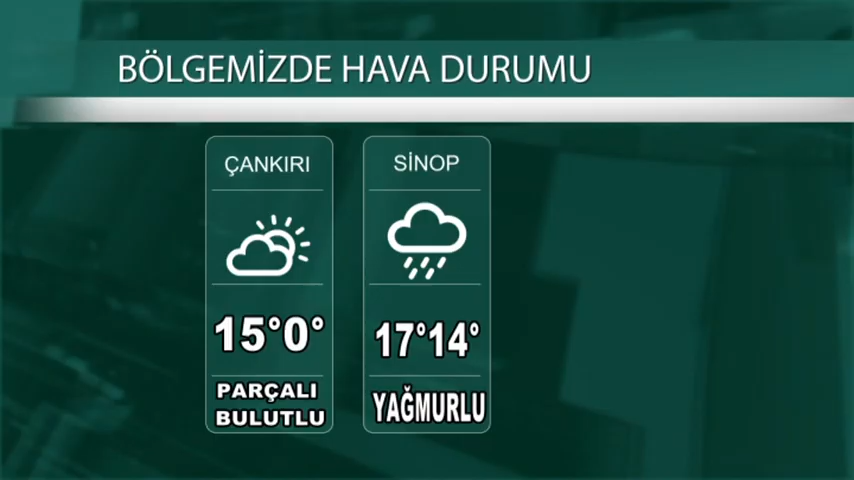 BÖLGEMİZDE HAVA DURUMU
ÇANKIRI
15°0°
PARÇALI
BULUTLU
SİNOP
17°14°
YAĞMURLU